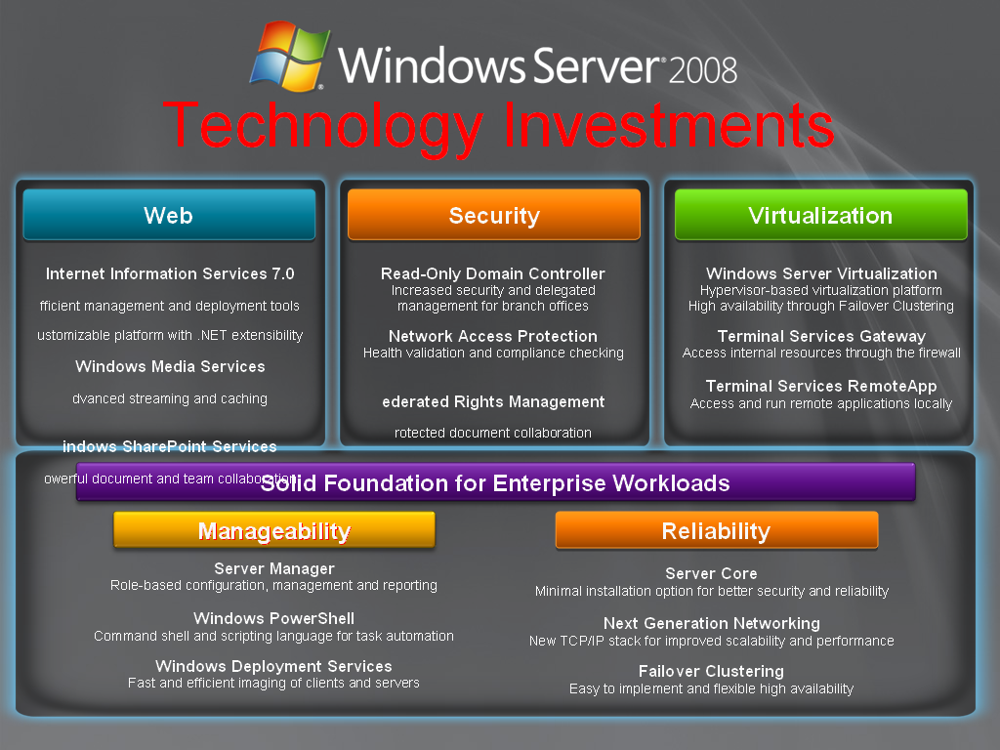 Windows Server 2008
Technology Investments
Web
Internet Information Services 7.0
fficient management and deployment tools
ustomizable platform with .NET extensibility
Windows Media Services
dvanced streaming and caching
indows SharePoint Services
owerful document and team collaboration
Security
Read-Only Domain Controller
Increased security and delegated
management for branch offices
Network Access Protection
Health validation and compliance checking
ederated Rights Management
rotected document collaboration
Virtualization
Windows Server Virtualization
Hypervisor-based virtualization platform
High availability through Failover Clustering
Terminal Services Gateway
Access internal resources through the firewall
Terminal Services RemoteApp
Access and run remote applications locally
Solid Foundation for Enterprise Workloads
Manageability
Server Manager
Role-based configuration, management and reporting
Windows PowerShell
Command shell and scripting language for task automation
Windows Deployment Services
Fast and efficient imaging of clients and servers
Reliability
Server Core
Minimal installation option for better security and reliability
Next Generation Networking
New TCP/IP stack for improved scalability and performance
Failover Clustering
Easy to implement and flexible high availability